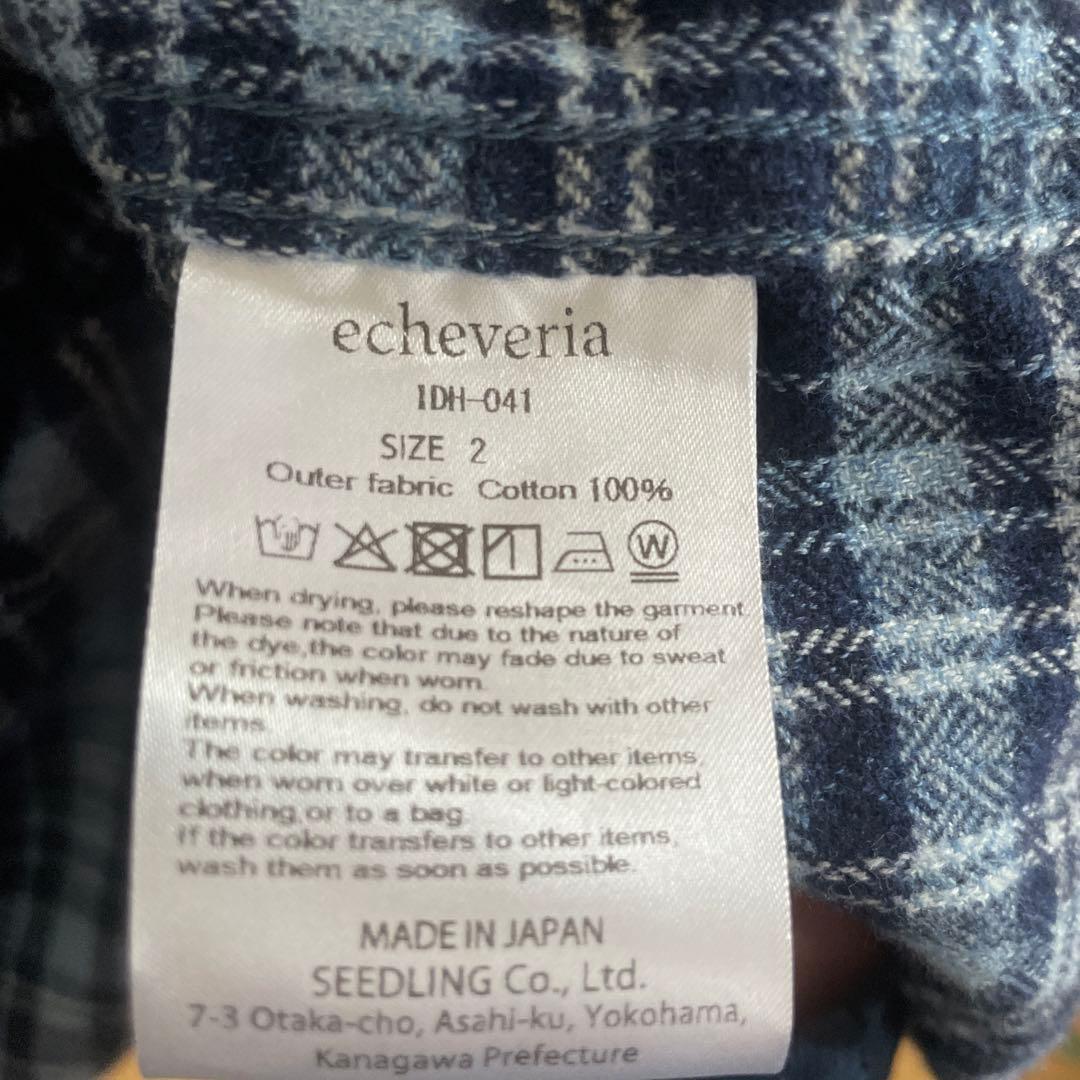 echeveria
IDH-041
SIZE 2
Outer fabric Cotton 100%
W
When drying, please reshape the garment.
Please note that due to the nature of
the dye,the color may fade due to sweat
or friction when worn.
When washing, do not wash with other
items.
The color may transfer to other items,
when worn over white or light-colored
clothing,or to a bag.
If the color transfers to other items,
wash them as soon as possible.
MADE IN JAPAN
SEEDLING Co., Ltd.
7-3 Otaka-cho, Asahi-ku, Yokohama,
Kanagawa Prefecture